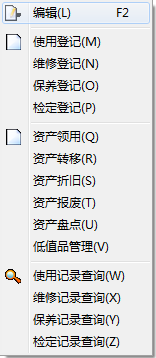 编辑(L) F2
使用登记(M)
维修登记(N)
保养登记(O)
检定登记(P)
资产领用(Q)
资产转移(R)
资产折旧(S)
资产报废(T)
资产盘点(U)
低值品管理(V)
使用记录查询(W)
维修记录查询(X)
保养记录查询(Y)
检定记录查询(Z)